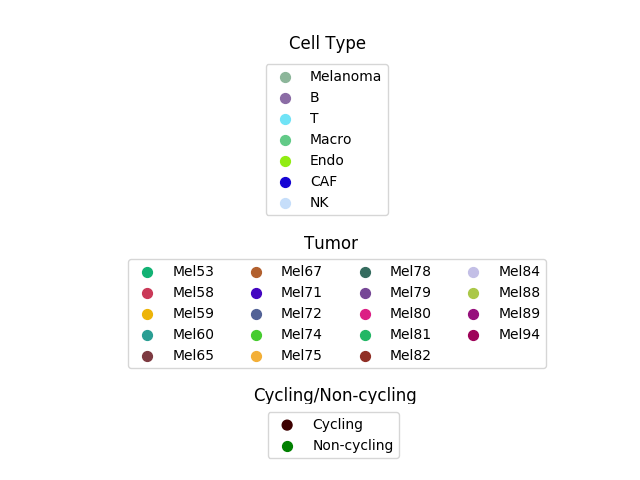 Cell Type
Melanoma
B
T
Macro
Endo
CAF
NK
Tumor
Mel53 Mel67 Mel78 Mel84
Mel58 Mel71 Mel79 Mel88
Mel59 Mel72 Mel80 Mel89
Mel60 Mel74 Mel81 Mel94
Mel65 Mel75 Mel82
Cycling/Non-cycling
Cycling
Non-cycling